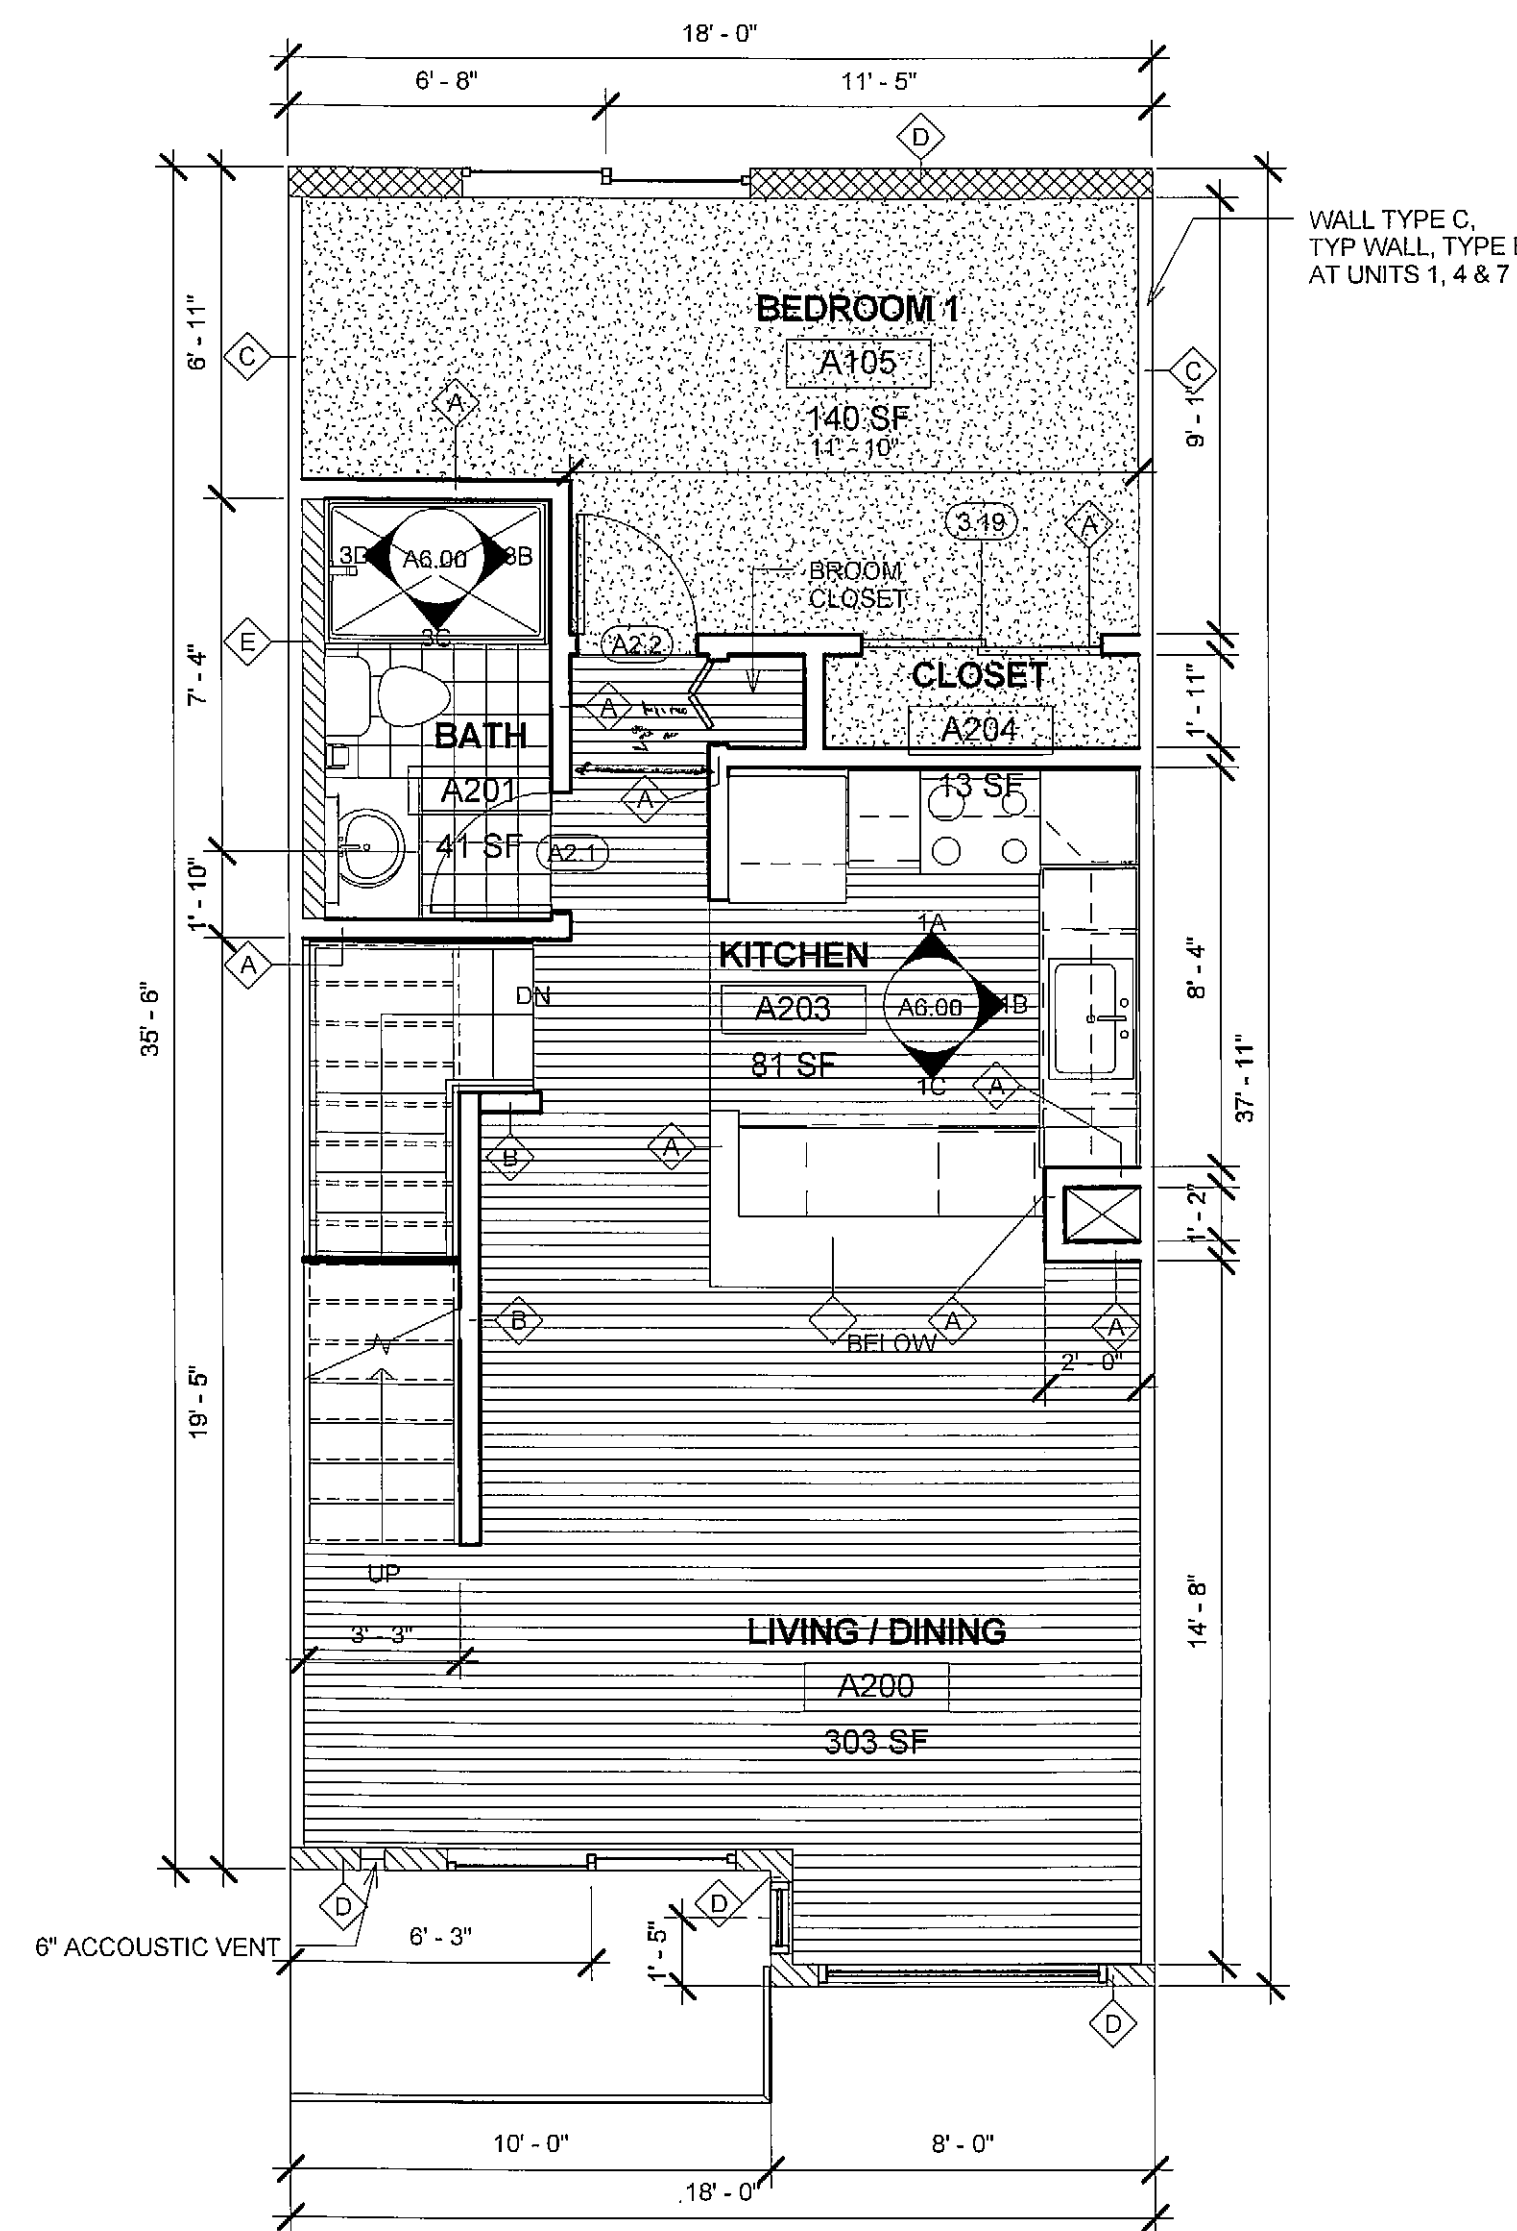 18' - 0"
6' - 8"
11' - 5"
D
WALL TYPE C,
TYP WALL, TYPE
AT UNITS 1, 4 & 7
6' - 11"
C
BEDROOM 1
A105
140 SF
11' - 10"
C
9' - 1"
A
3.19
A
3D
A6.00
3B
3C
BROOM
CLOSET
E
A2.2
7' - 4"
CLOSET
A204
13 SF
1' - 11"
A
BATH
A201
41 SF
A2.1
A
1' - 10"
A
KITCHEN
A203
81 SF
1A
A6.00
1B
1C
8' - 4"
DN
35' - 6"
37' - 11"
A
A
B
1' - 2"
B
BELOW
A
A
2' - 0"
19' - 5"
UP
3' - 3"
LIVING / DINING
A200
303 SF
14' - 8"
D
D
6" ACCOUSTIC VENT
6' - 3"
1' - 5"
D
10' - 0"
8' - 0"
18' - 0"